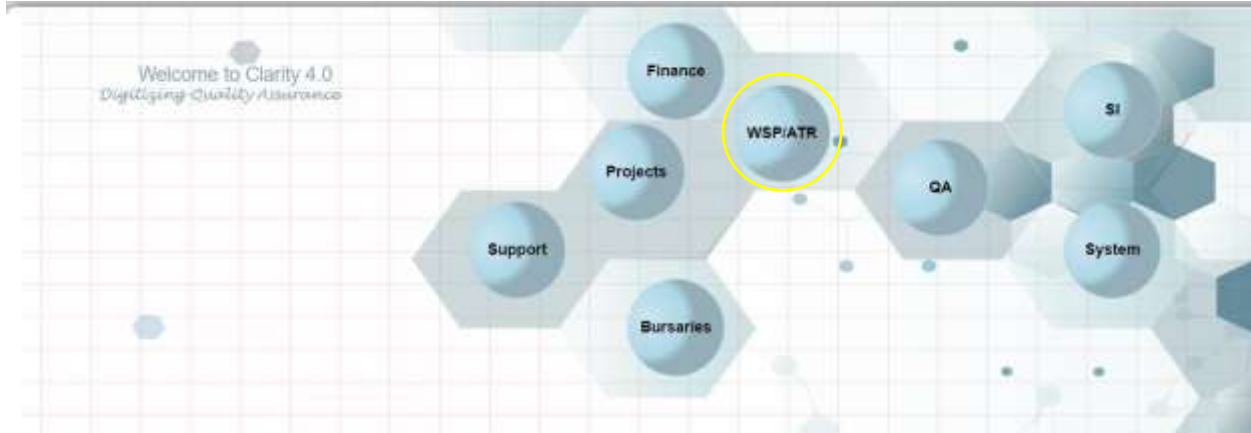 Welcome to Clarity 4.0
Digitizing Quality Assurance
Finance
WSP/ATR
SI
Projects
QA
Support
System
Bursaries